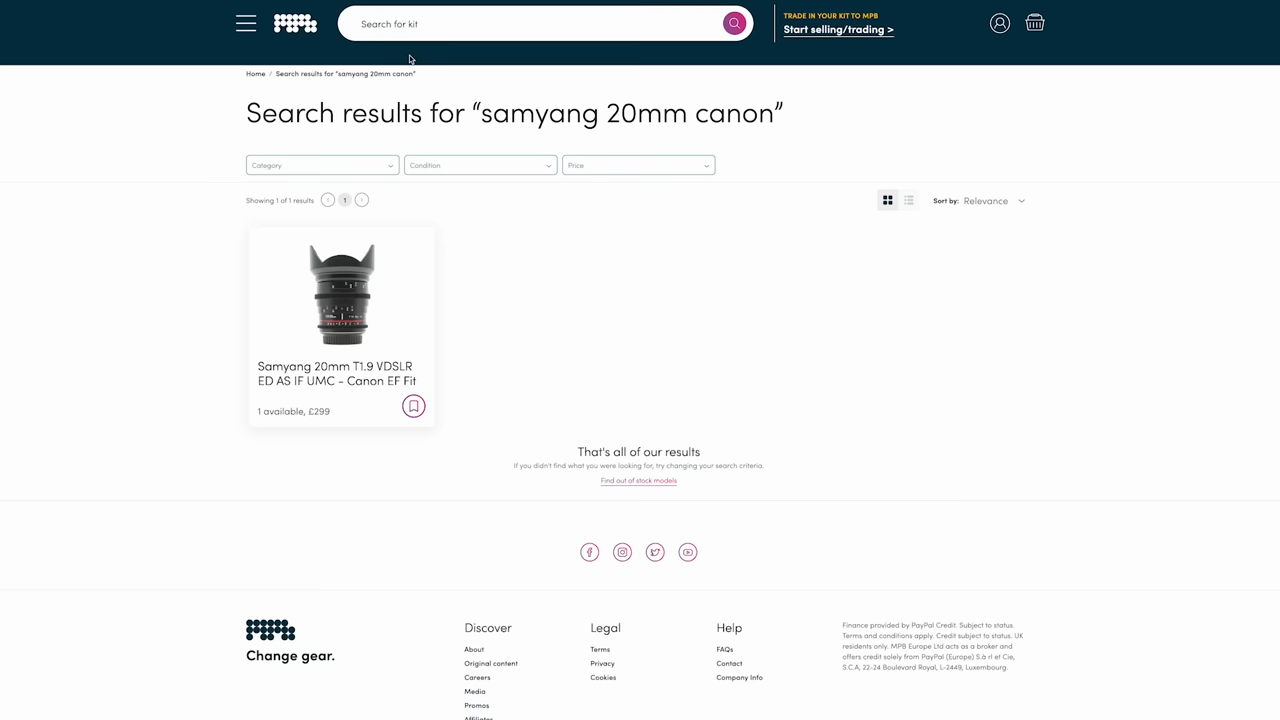 Search for kit
TRADE IN YOUR KIT TO MPB
Start selling/trading >
Home / Search results for "samyang 20mm canon"
Search results for “samyang 20mm canon”
Category
Condition
Price
Showing 1 of 1 results
1
Sort by: Relevance
Samyang 20mm T1.9 VDSLR
ED AS IF UMC - Canon EF Fit
1 available, £299
That's all of our results
If you didn't find what you were looking for, try changing your search criteria.
Find out of stock models
Change gear.
Discover
About
Original content
Careers
Media
Promos
Affiliates
Legal
Terms
Privacy
Cookies
Help
FAQs
Contact
Company Info
Finance provided by PayPal Credit. Subject to status.
Terms and conditions apply. Credit subject to status. UK
residents only. MPB Europe Ltd acts as a broker and
offers credit solely from PayPal (Europe) S.à rl et Cie,
S.C.A, 22-24 Boulevard Royal, L-2449, Luxembourg.